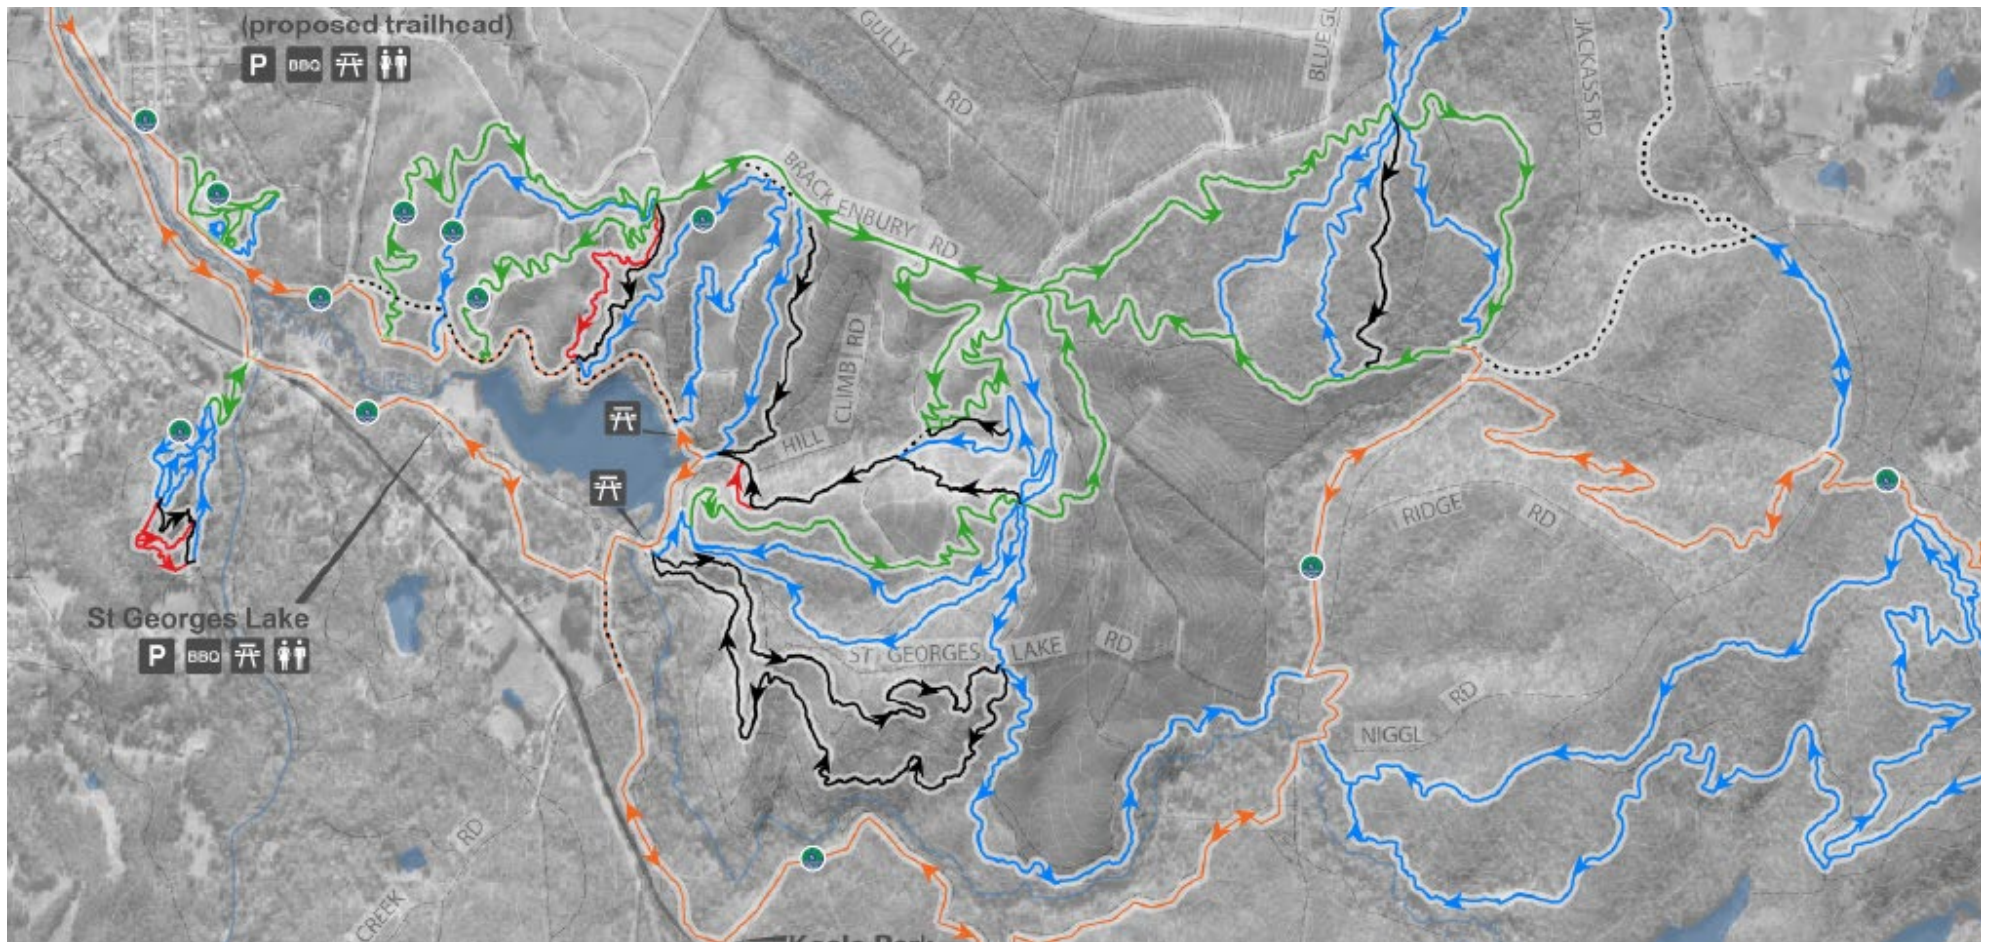 (proposed trailhead)
P BBQ
GULLY
RD
BLUE GU
JACKASS RD
BRACKENBURY RD
CLIMB RD
HILL
RIDGE RD
St Georges Lake
P BBQ
ST GEORGES LAKE RD
NIGGL RD
CREEK RD